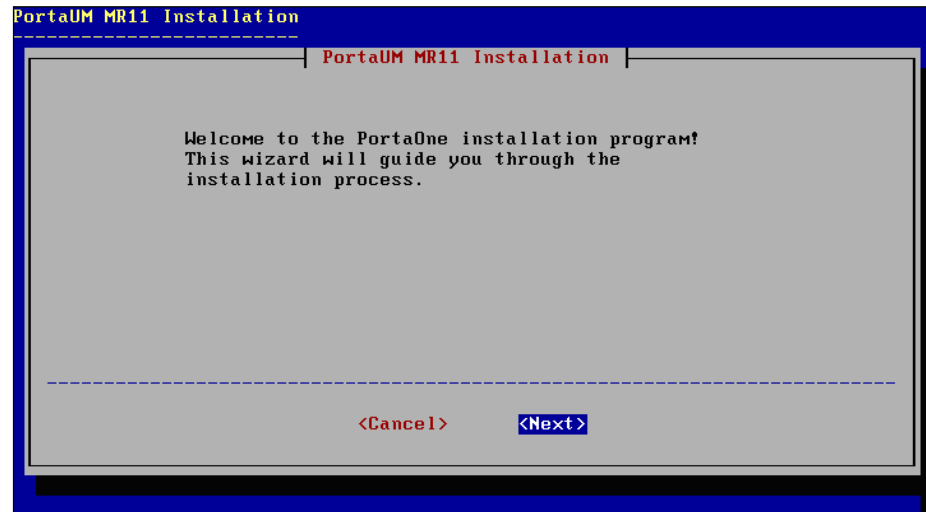 PortaUM MR11 Installation
PortaUM MR11 Installation
Welcome to the PortaOne installation program!
This wizard will guide you through the
installation process.
<Cancel> <Next>